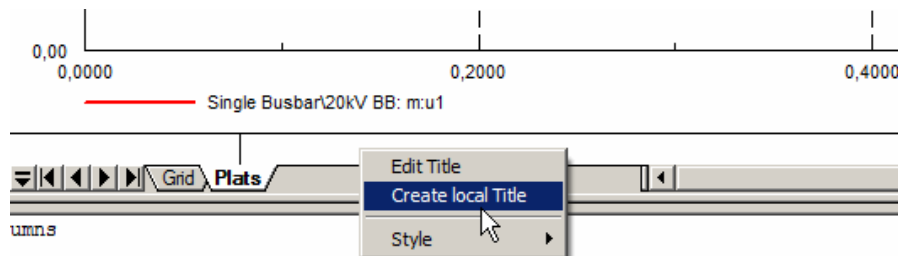 0,00
0,0000 0,2000 0,4000
Single Busbar\20kV BB: m:u1
Grid Plats
Edit Title
Create local Title
Style
umns